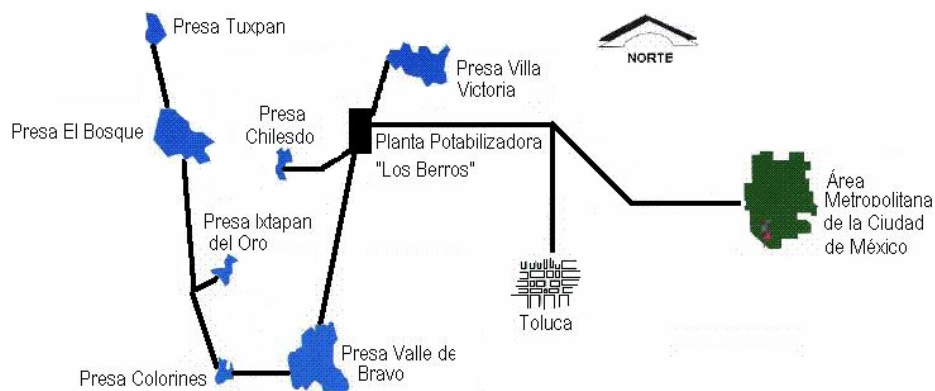 Presa Tuxpan
NORTE
Presa Villa
Victoria
Presa El Bosque
Presa
Chilesdo
Planta Potabilizadora
"Los Berros"
Área
Metropolitana
de la Ciudad
de México
Presa Ixtapan
del Oro
Toluca
Presa Valle de
Bravo
Presa Colorines